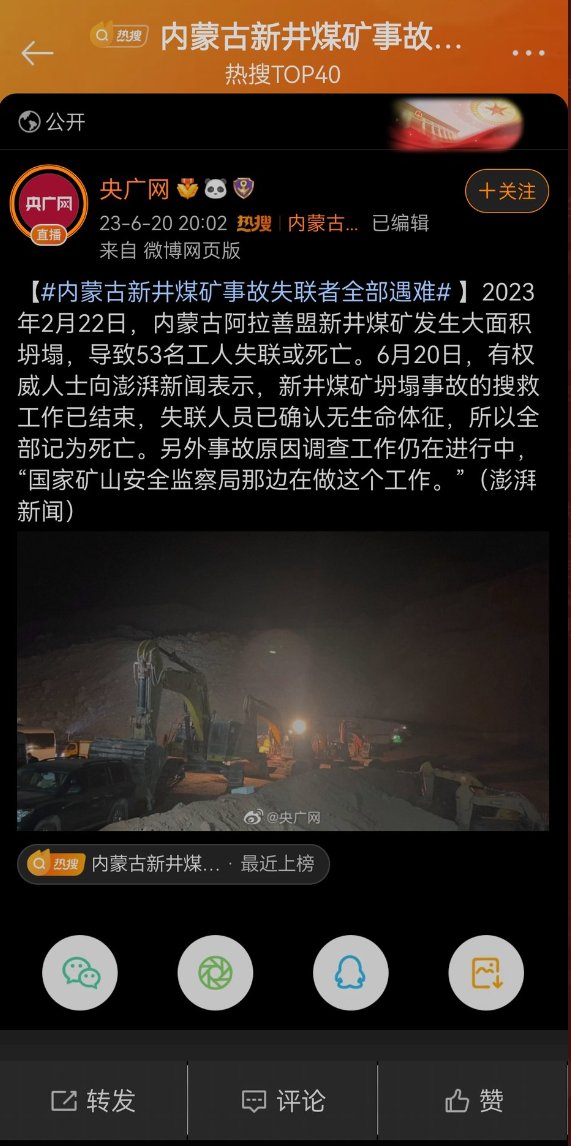 热搜 内蒙古新井煤矿事故...
热搜TOP40
公开
央广网
直播
央广网
+关注
23-6-20 20:02 热搜 | 内蒙古... 已编辑
来自 微博网页版
【#内蒙古新井煤矿事故失联者全部遇难# 】2023
年2月22日，内蒙古阿拉善盟新井煤矿发生大面积
坍塌，导致53名工人失联或死亡。6月20日，有权
威人士向澎湃新闻表示，新井煤矿坍塌事故的搜救
工作已结束，失联人员已确认无生命体征，所以全
部记为死亡。另外事故原因调查工作仍在进行中，
“国家矿山安全监察局那边在做这个工作。”（澎湃
新闻）
@央广网
热搜 内蒙古新井煤... · 最近上榜
转发
评论
赞